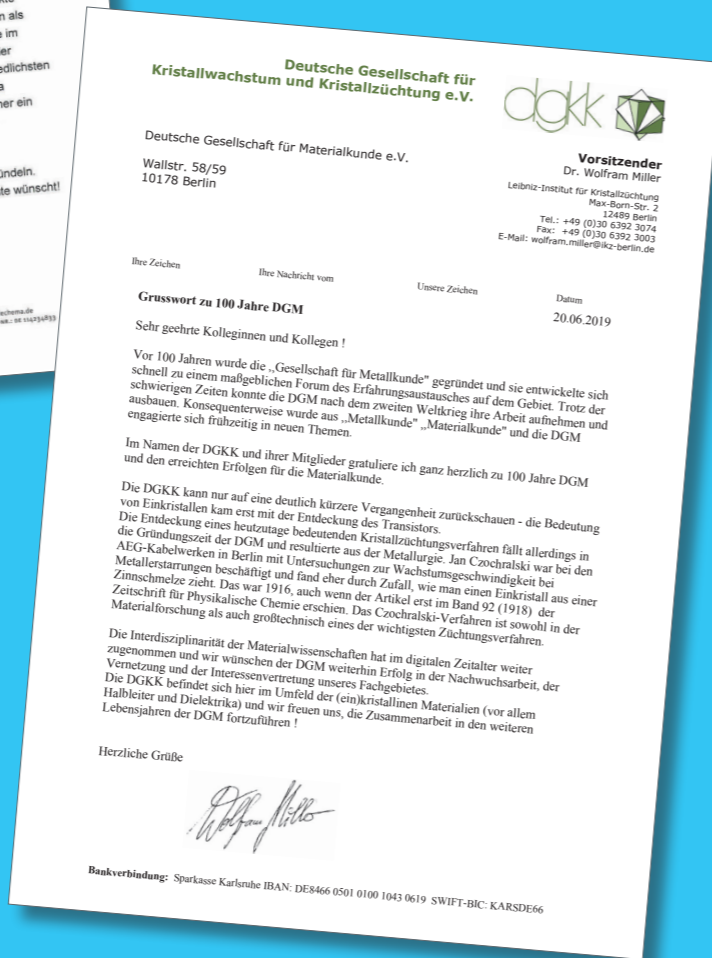 n als
e im
er
edlichsten
a
ner ein
ündeln.
te wünscht!
Deutsche Gesellschaft für
Kristallwachstum und Kristallzüchtung e.V.
dgkk
Deutsche Gesellschaft für Materialkunde e.V.
Wallstr. 58/59
10178 Berlin
Vorsitzender
Dr. Wolfram Miller
Leibniz-Institut für Kristallzüchtung
Max-Born-Str. 2
12489 Berlin
Tel.: +49 (0)30 6392 3074
Fax: +49 (0)30 6392 3003
E-Mail: wolfram.miller@ikz-berlin.de
Ihre Zeichen Ihre Nachricht vom Unsere Zeichen Datum
20.06.2019
Grusswort zu 100 Jahre DGM
Sehr geehrte Kolleginnen und Kollegen !
Vor 100 Jahren wurde die ,,Gesellschaft für Metallkunde" gegründet und sie entwickelte sich
schnell zu einem maßgeblichen Forum des Erfahrungsaustausches auf dem Gebiet. Trotz der
schwierigen Zeiten konnte die DGM nach dem zweiten Weltkrieg ihre Arbeit aufnehmen und
ausbauen. Konsequenterweise wurde aus ,,Metallkunde" ,,Materialkunde" und die DGM
engagierte sich frühzeitig in neuen Themen.
Im Namen der DGKK und ihrer Mitglieder gratuliere ich ganz herzlich zu 100 Jahre DGM
und den erreichten Erfolgen für die Materialkunde.
Die DGKK kann nur auf eine deutlich kürzere Vergangenheit zurückschauen - die Bedeutung
von Einkristallen kam erst mit der Entdeckung des Transistors.
Die Entdeckung eines heutzutage bedeutenden Kristallzüchtungsverfahren fällt allerdings in
die Gründungszeit der DGM und resultierte aus der Metallurgie. Jan Czochralski war bei den
AEG-Kabelwerken in Berlin mit Untersuchungen zur Wachstumsgeschwindigkeit bei
Metallerstarrungen beschäftigt und fand eher durch Zufall, wie man einen Einkristall aus einer
Zinnschmelze zieht. Das war 1916, auch wenn der Artikel erst im Band 92 (1918) der
Zeitschrift für Physikalische Chemie erschien. Das Czochralski-Verfahren ist sowohl in der
Materialforschung als auch großtechnisch eines der wichtigsten Züchtungsverfahren.
Die Interdisziplinarität der Materialwissenschaften hat im digitalen Zeitalter weiter
zugenommen und wir wünschen der DGM weiterhin Erfolg in der Nachwuchsarbeit, der
Vernetzung und der Interessenvertretung unseres Fachgebietes.
Die DGKK befindet sich hier im Umfeld der (ein)kristallinen Materialien (vor allem
Halbleiter und Dielektrika) und wir freuen uns, die Zusammenarbeit in den weiteren
Lebensjahren der DGM fortzuführen !
Herzliche Grüße
Wolfram Miller
Bankverbindung: Sparkasse Karlsruhe IBAN: DE8466 0501 0100 1043 0619 SWIFT-BIC: KARSDE66